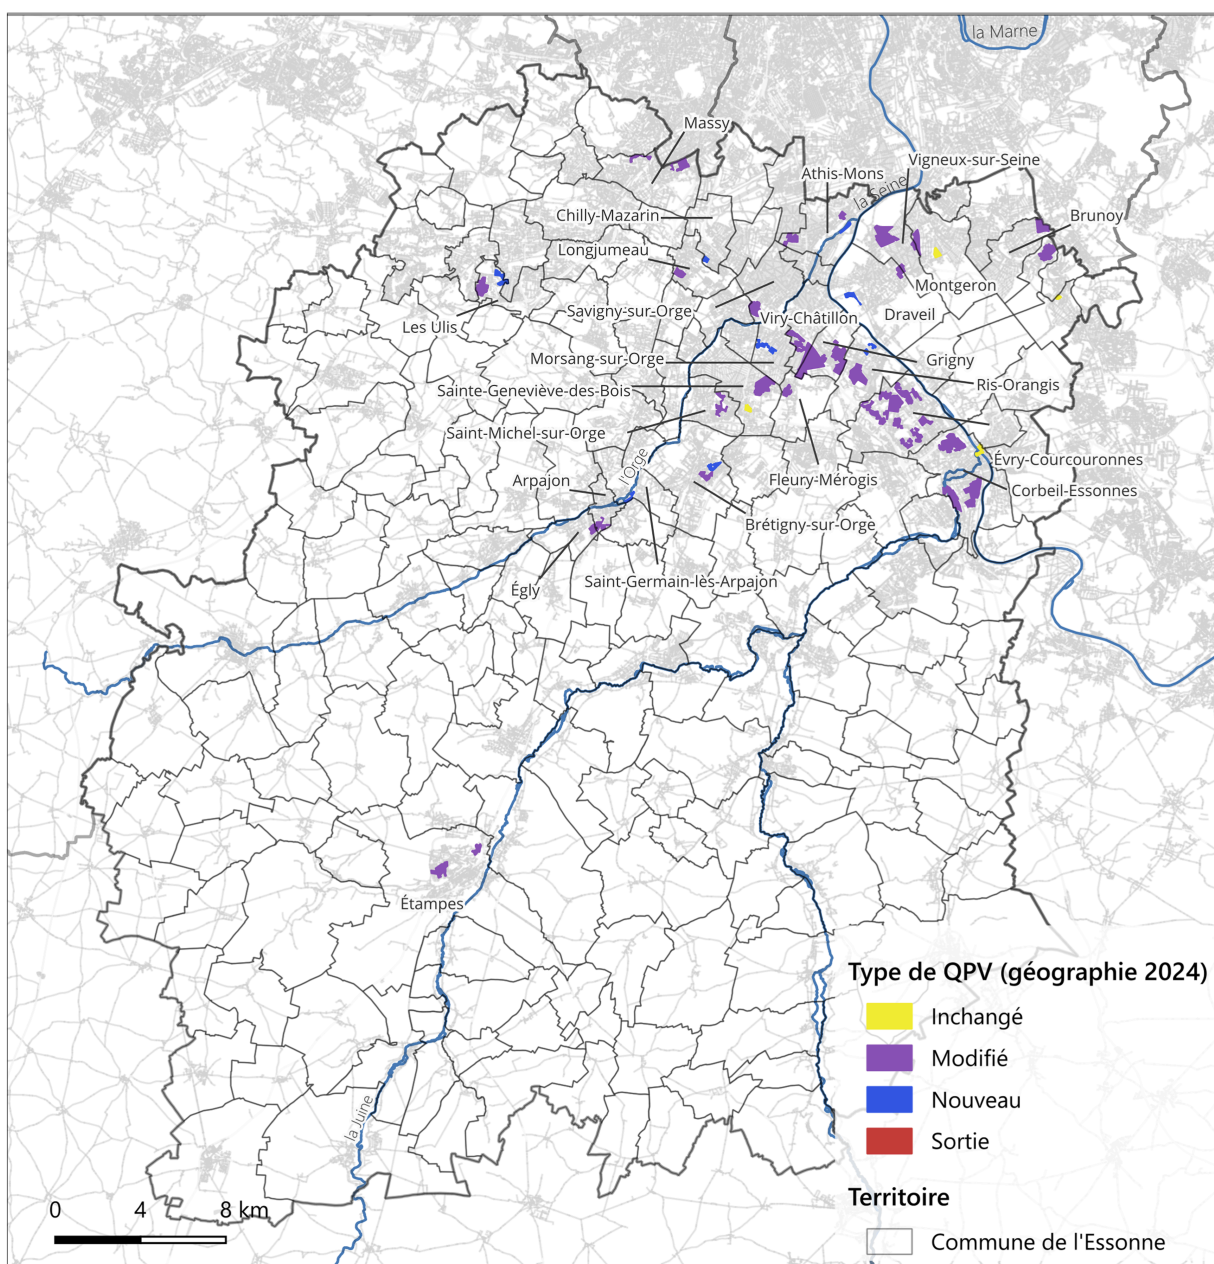 la Marne
Massy
Vigneux-sur-Seine
Athis-Mons
la Seine
Chilly-Mazarin
Brunoy
Longjumeau
Montgeron
Savigny-sur-Orge
Viry-Châtillon
Draveil
Les Ulis
Morsang-sur-Orge
Grigny
Sainte-Geneviève-des-Bois
Ris-Orangis
Saint-Michel-sur-Orge
l'Orge
Évry-Courcouronnes
Arpajon
Fleury-Mérogis
Corbeil-Essonnes
Brétigny-sur-Orge
Égly
Saint-Germain-lès-Arpajon
Étampes
la Juine
Type de QPV (géographie 2024)
Inchangé
Modifié
Nouveau
Sortie
Territoire
Commune de l'Essonne
0 4 8 km